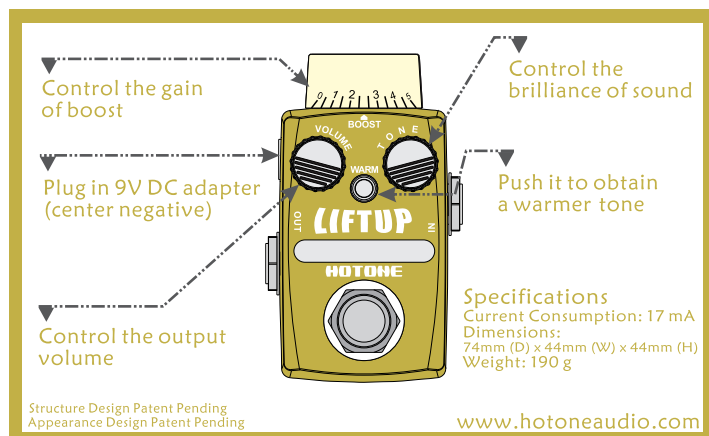 Control the gain
of boost
Control the
brilliance of sound
0 1 2 3 4 5
BOOST
VOLUME
TONE
WARM
Plug in 9V DC adapter
(center negative)
Push it to obtain
a warmer tone
OUT
LIFTUP
IN
HOTONE
Control the output
volume
Specifications
Current Consumption: 17 mA
Dimensions:
74mm (D) x 44mm (W) x 44mm (H)
Weight: 190 g
Structure Design Patent Pending
Appearance Design Patent Pending
www.hotoneaudio.com